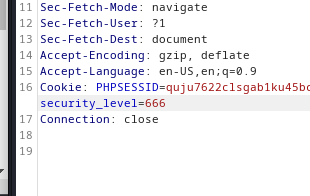 11 Sec-Fetch-Mode: navigate
12 Sec-Fetch-User: ?1
13 Sec-Fetch-Dest: document
14 Accept-Encoding: gzip, deflate
15 Accept-Language: en-US,en;q=0.9
16 Cookie: PHPSESSID=quju7622clsgab1ku45bc
security_level=666
17 Connection: close
18
19